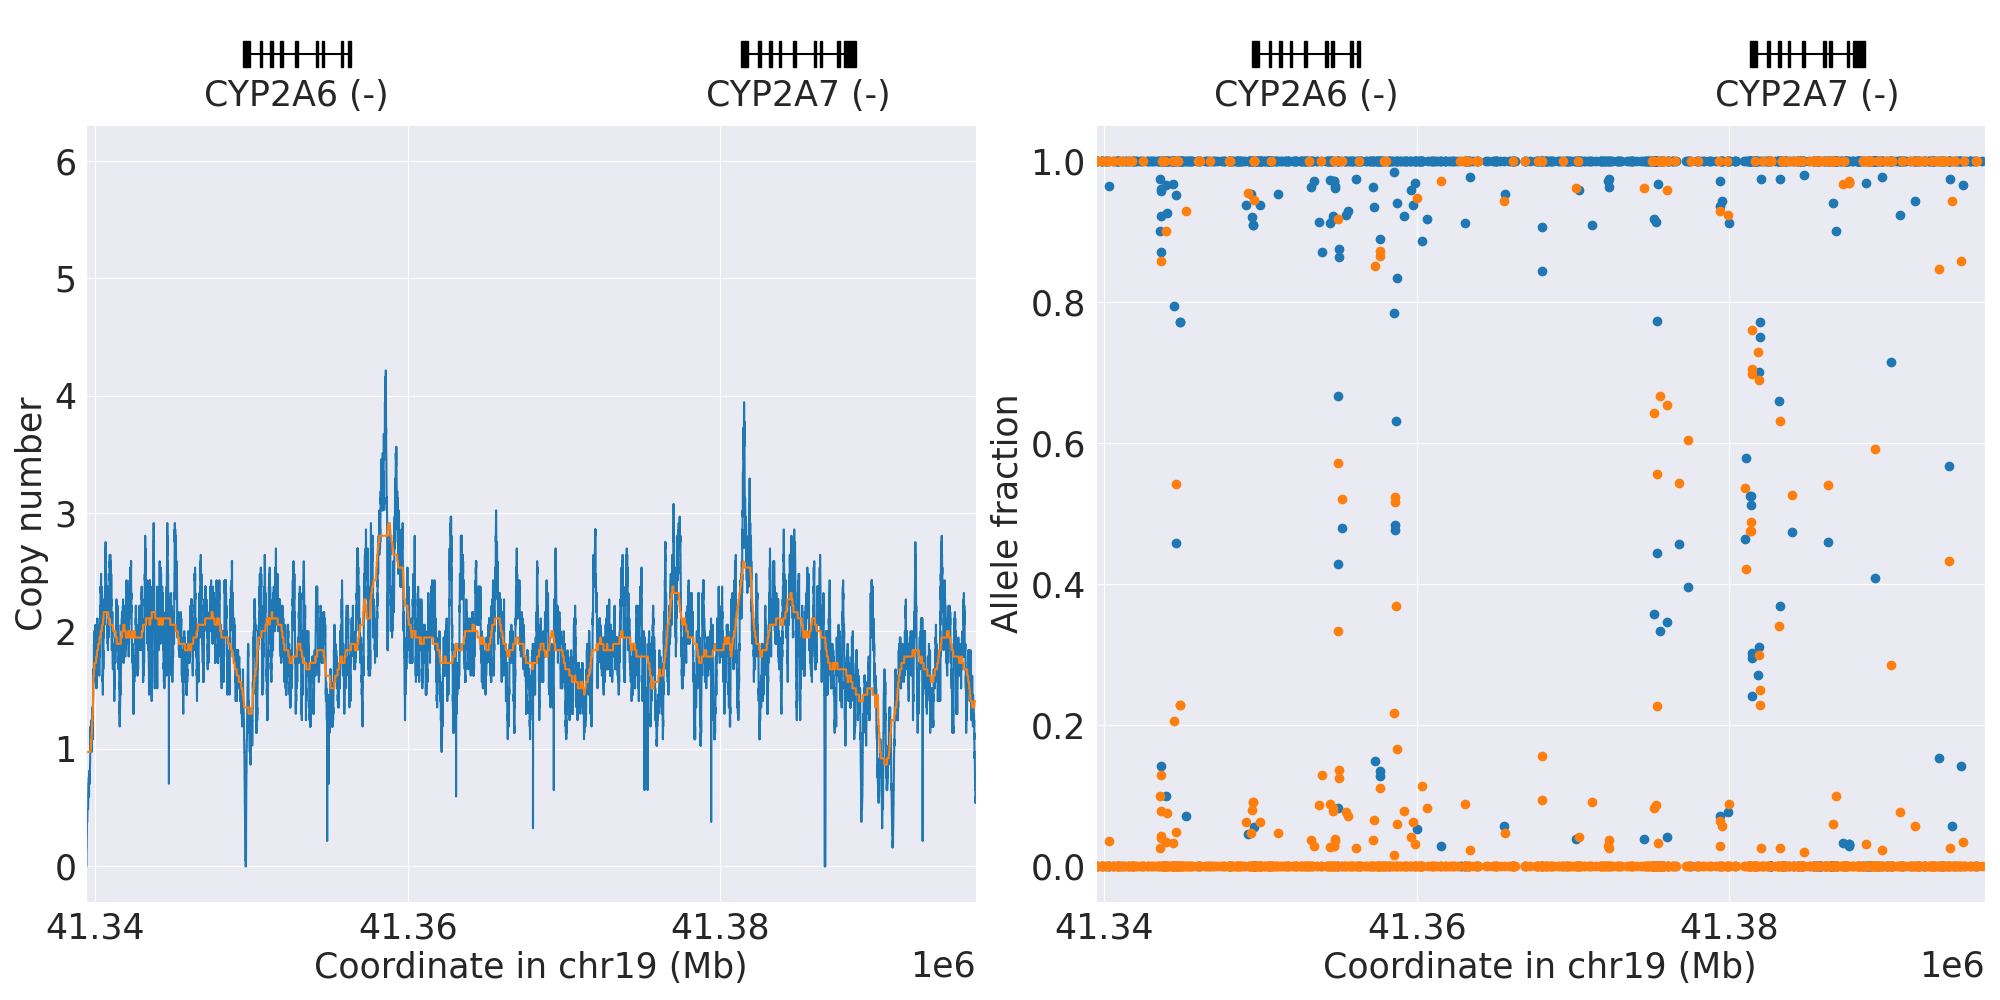 CYP2A6 (-) CYP2A7 (-)
6
5
4
3
2
1
0
Copy number
41.34 41.36 41.38
Coordinate in chr19 (Mb) 1e6
CYP2A6 (-) CYP2A7 (-)
1.0
0.8
0.6
0.4
0.2
0.0
Allele fraction
41.34 41.36 41.38
Coordinate in chr19 (Mb) 1e6